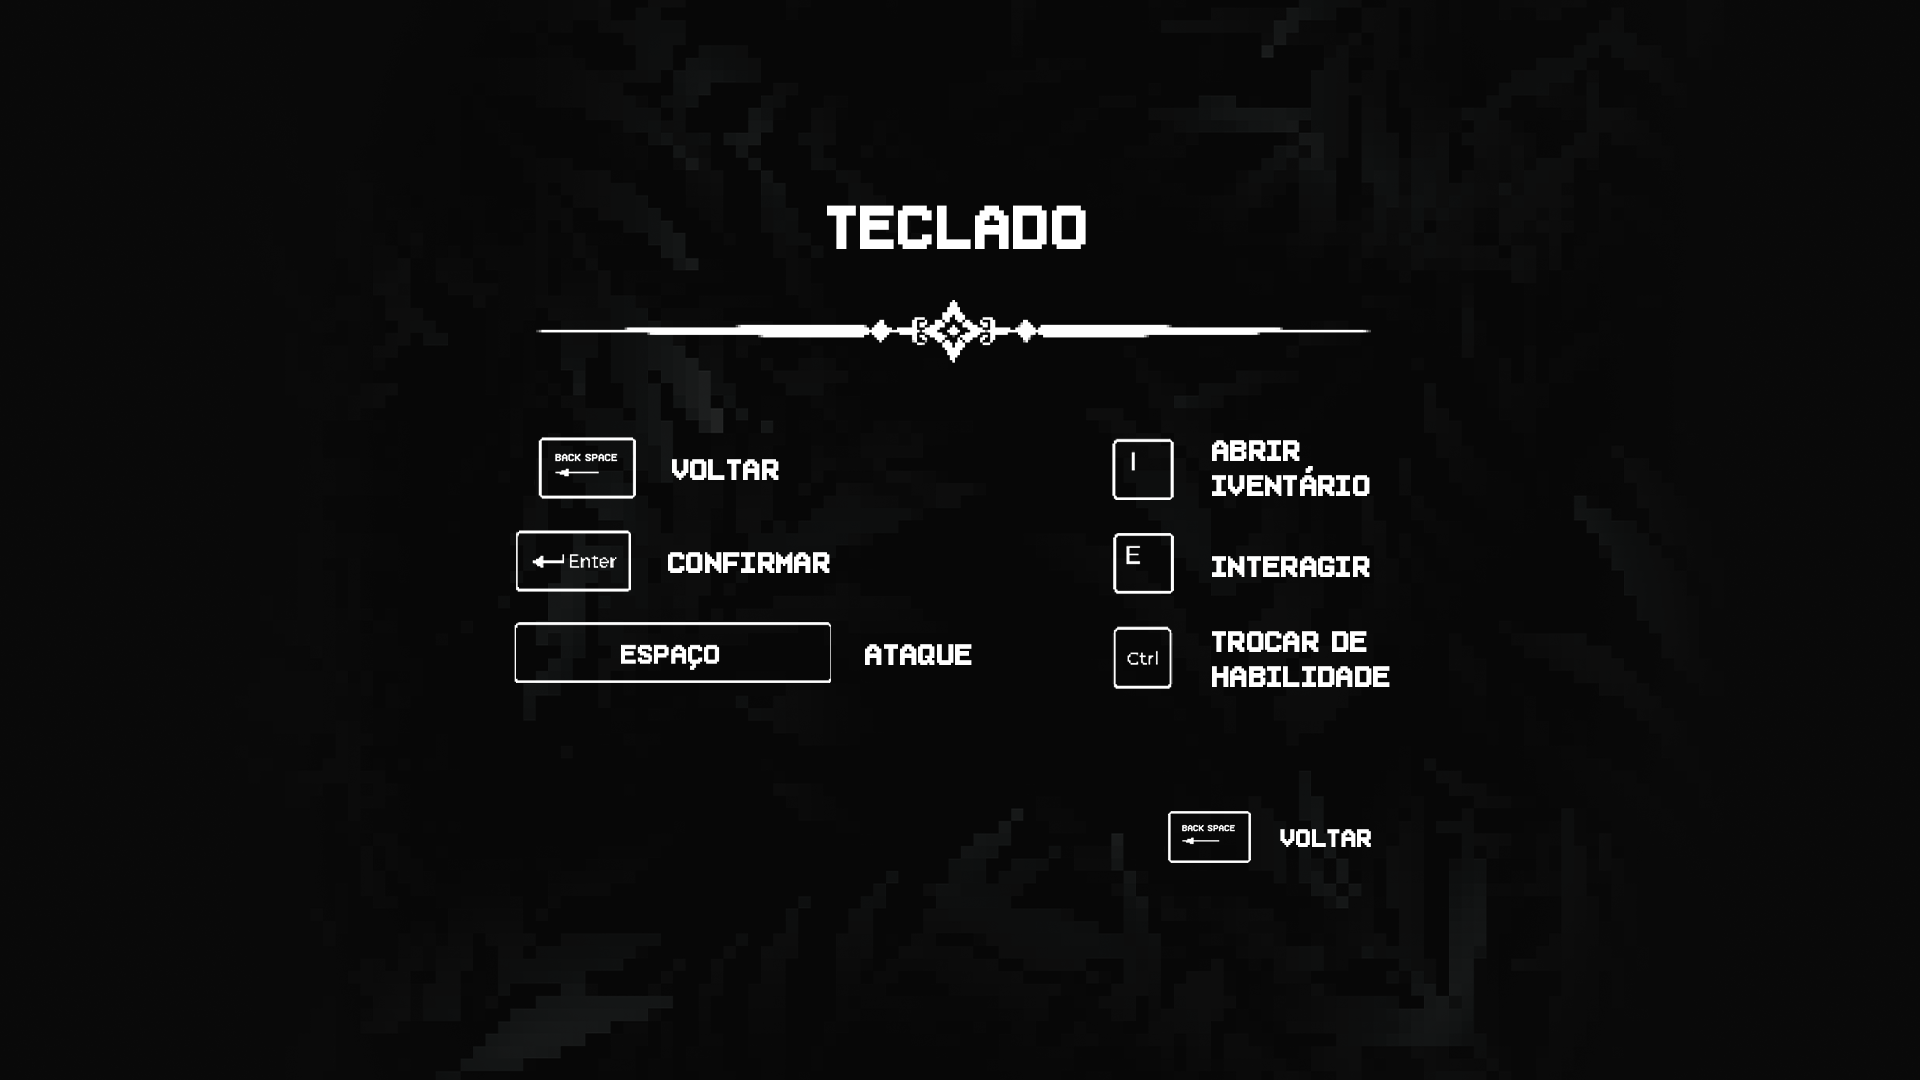 TECLADO
BACK SPACE
VOLTAR
Enter
CONFIRMAR
ESPAÇO
ATAQUE
I
ABRIR
IVENTÁRIO
E
INTERAGIR
Ctrl
TROCAR DE
HABILIDADE
BACK SPACE
VOLTAR